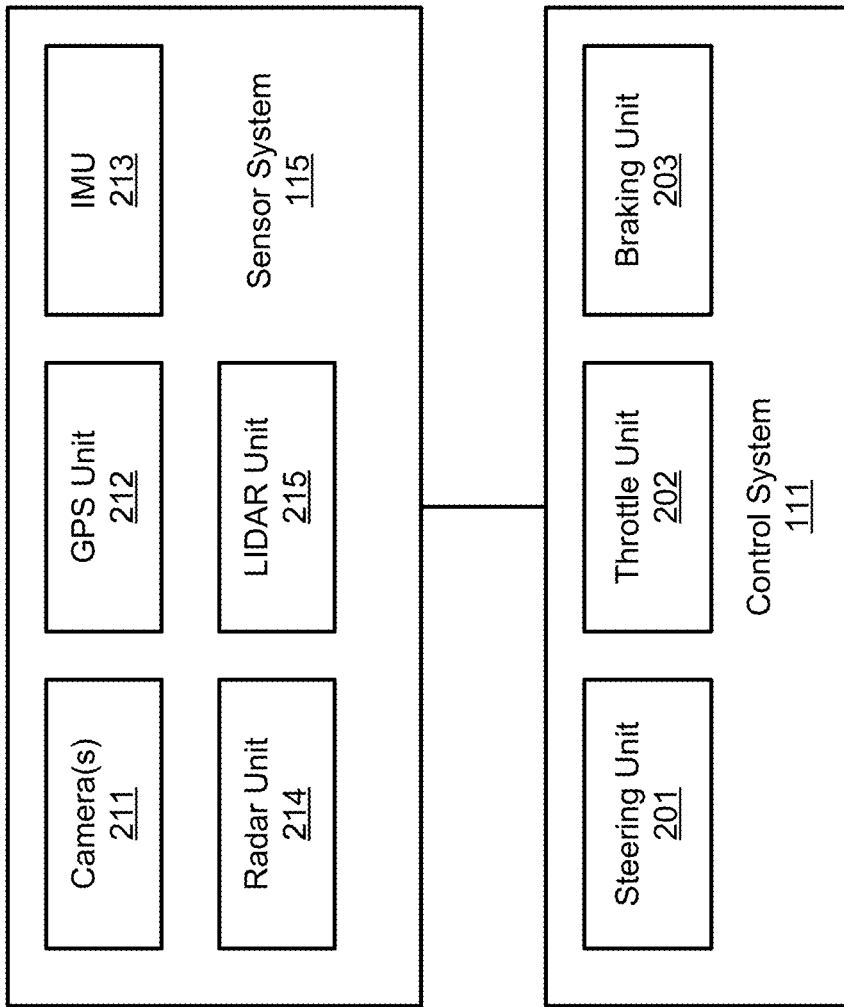 Camera(s)
211
GPS Unit
212
IMU
213
Radar Unit
214
LIDAR Unit
215
Sensor System
115
Steering Unit
201
Throttle Unit
202
Braking Unit
203
Control System
111